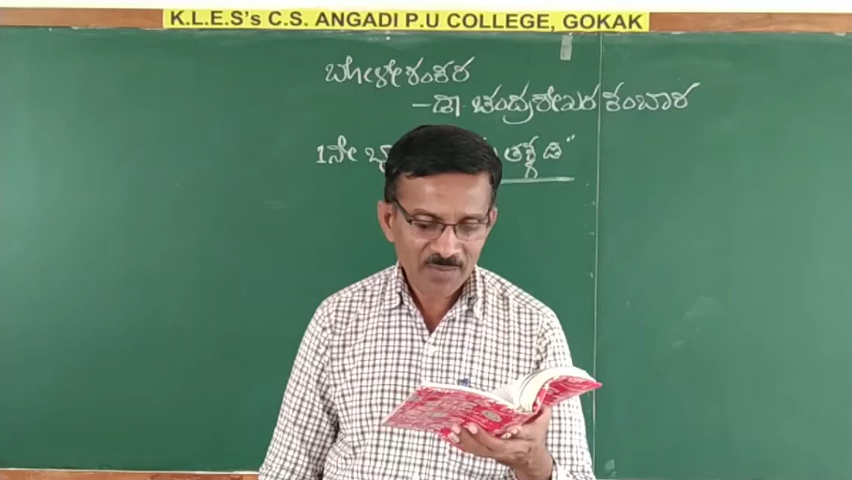 K.L.E.S's C.S. ANGADI P.U COLLEGE, GOKAK
ಬೋಳೇಶಂಕರ
- ಡಾ. ಚಂದ್ರಶೇಖರ ಕಂಬಾರ
1ನೇ